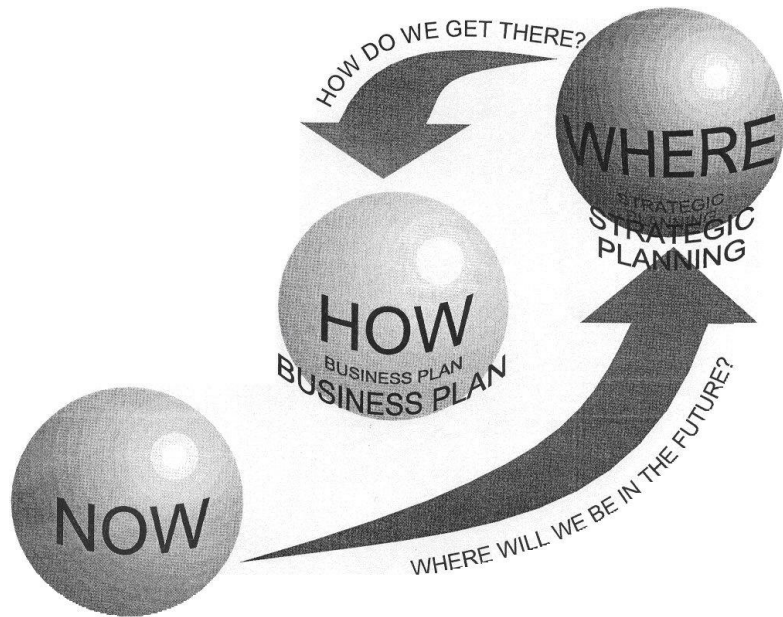 HOW DO WE GET THERE?
WHERE
STRATEGIC
PLANNING
STRATEGIC
PLANNING
HOW
BUSINESS PLAN
BUSINESS PLAN
NOW
WHERE WILL WE BE IN THE FUTURE?